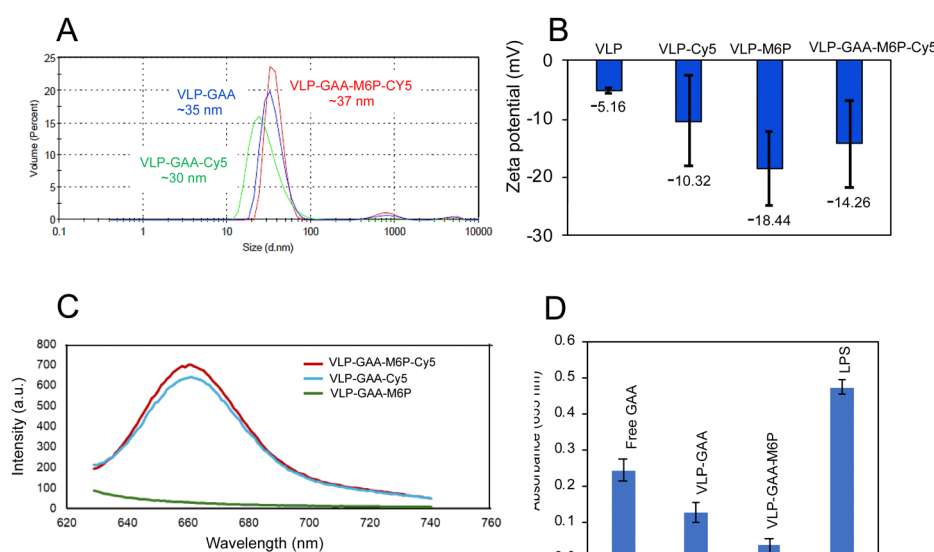 A
25
20
15
10
5
0
Volume (Percent)
VLP-GAA
~35 nm
VLP-GAA-M6P-CY5
~37 nm
VLP-GAA-Cy5
~30 nm
0.1 1 10 100 1000 10000
Size (d.nm)
B
VLP VLP-Cy5 VLP-M6P VLP-GAA-M6P-Cy5
0
-10
-20
-30
Zeta potential (mV)
−5.16
−10.32
−18.44
−14.26
C
800
700
600
500
400
300
200
100
0
Intensity (a.u.)
VLP-GAA-M6P-Cy5
VLP-GAA-Cy5
VLP-GAA-M6P
620 640 660 680 700 720 740 760
Wavelength (nm)
D
0.6
0.5
0.4
0.3
0.2
0.1
Free GAA
VLP-GAA
VLP-GAA-M6P
LPS